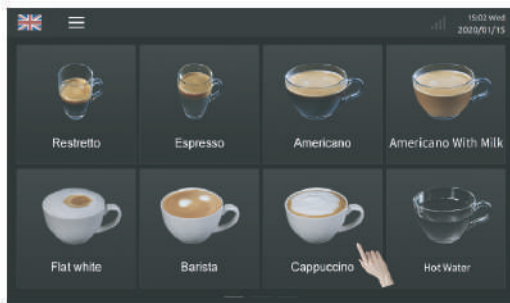 15:02 Wed
2020/01/15
Restretto
Espresso
Americano
Americano With Milk
Flat white
Barista
Cappuccino
Hot Water